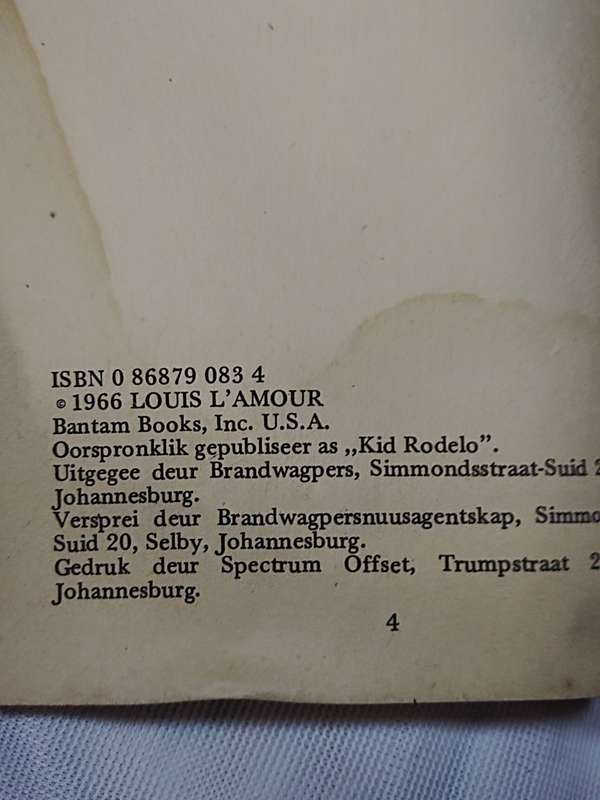 ISBN 0 86879 083 4
© 1966 LOUIS L'AMOUR
Bantam Books, Inc. U.S.A.
Oorspronklik gepubliseer as „Kid Rodelo”.
Uitgegee deur Brandwagpers, Simmondsstraat-Suid
Johannesburg.
Versprei deur Brandwagpersnuusagentskap,
Suid 20, Selby, Johannesburg.
Gedruk deur Spectrum Offset, Trumpstraat
Johannesburg.
4